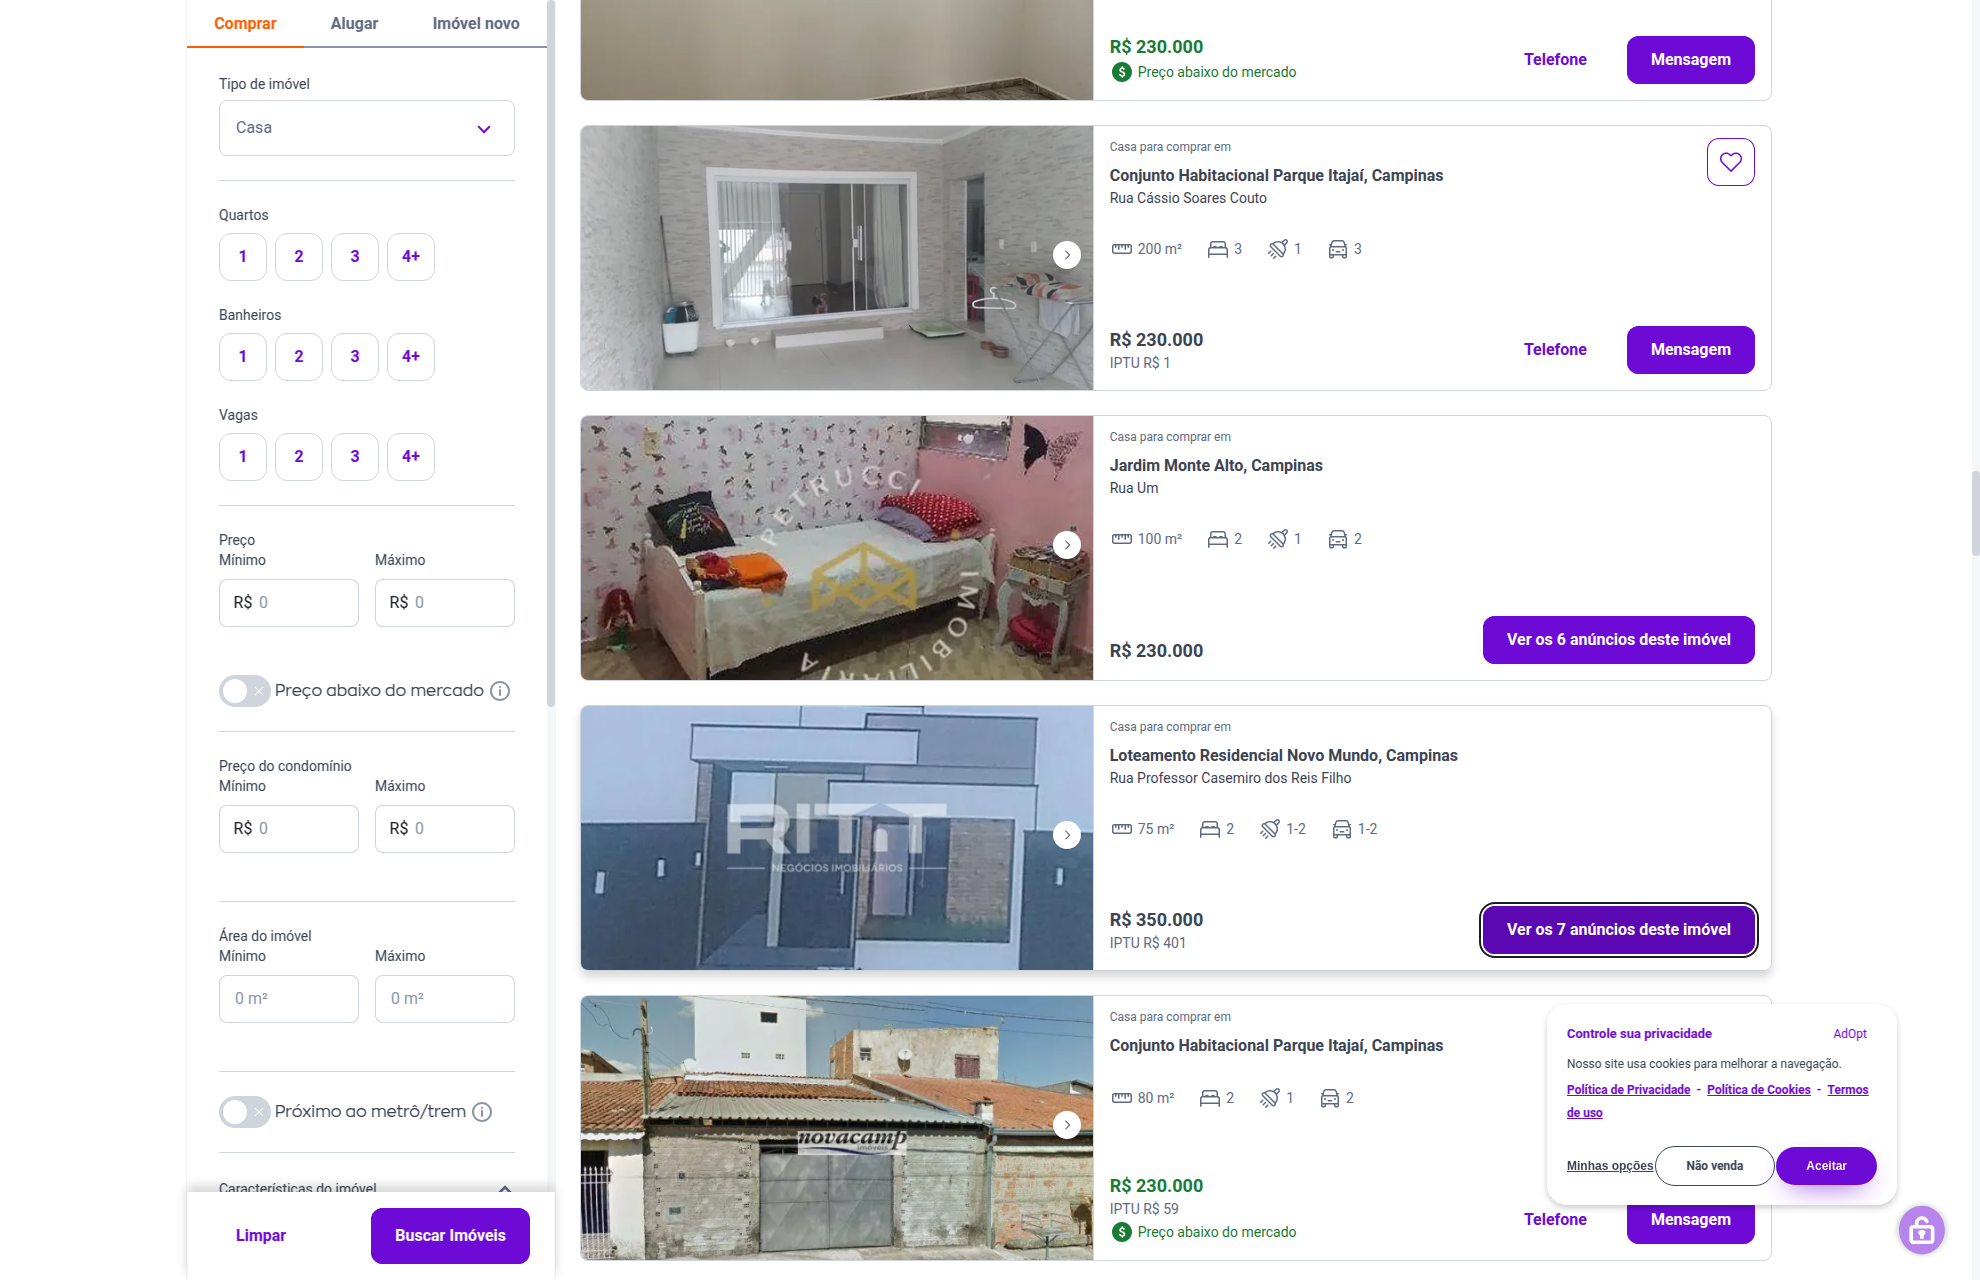 Comprar
Alugar
Imóvel novo
Tipo de imóvel
Casa
Quartos
1
2
3
4+
Banheiros
1
2
3
4+
Vagas
1
2
3
4+
Preço
Mínimo
Máximo
R$ 0
R$ 0
Preço abaixo do mercado
Preço do condomínio
Mínimo
Máximo
R$ 0
R$ 0
Área do imóvel
Mínimo
Máximo
0 m²
0 m²
Próximo ao metrô/trem
Características do imóvel
Limpar
Buscar Imóveis
R$ 230.000
Preço abaixo do mercado
Telefone
Mensagem
Casa para comprar em
Conjunto Habitacional Parque Itajaí, Campinas
Rua Cássio Soares Couto
200 m²
3
1
3
R$ 230.000
IPTU R$ 1
Telefone
Mensagem
PETRUCCI
IMOBILIÁRIA
Casa para comprar em
Jardim Monte Alto, Campinas
Rua Um
100 m²
2
1
2
R$ 230.000
Ver os 6 anúncios deste imóvel
NEGÓCIOS IMOBILIÁRIOS
Casa para comprar em
Loteamento Residencial Novo Mundo, Campinas
Rua Professor Casemiro dos Reis Filho
75 m²
2
1-2
1-2
R$ 350.000
IPTU R$ 401
Ver os 7 anúncios deste imóvel
novacamp
imóveis
Casa para comprar em
Conjunto Habitacional Parque Itajaí, Campinas
80 m²
2
1
2
R$ 230.000
IPTU R$ 59
Preço abaixo do mercado
Telefone
Mensagem
Controle sua privacidade
AdOpt
Nosso site usa cookies para melhorar a navegação.
Política de Privacidade - Política de Cookies - Termos
de uso
Minhas opções
Não venda
Aceitar